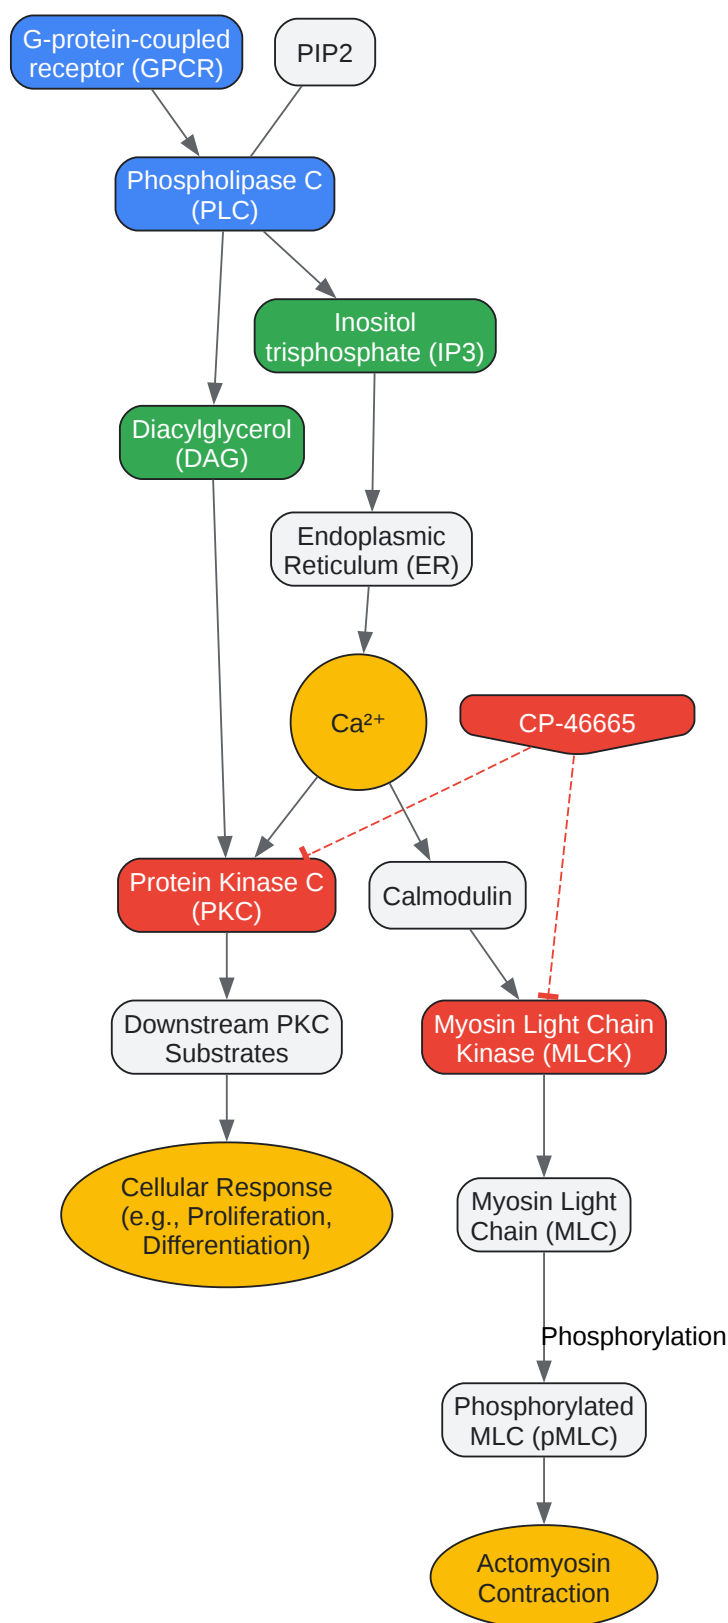 G-protein-coupled
receptor (GPCR)
PIP2
Phospholipase C
(PLC)
Inositol
trisphosphate (IP3)
Diacylglycerol
(DAG)
Endoplasmic
Reticulum (ER)
Ca²⁺
CP-46665
Protein Kinase C
(PKC)
Calmodulin
Downstream PKC
Substrates
Myosin Light Chain
Kinase (MLCK)
Cellular Response
(e.g., Proliferation,
Differentiation)
Myosin Light
Chain (MLC)
Phosphorylation
Phosphorylated
MLC (pMLC)
Actomyosin
Contraction